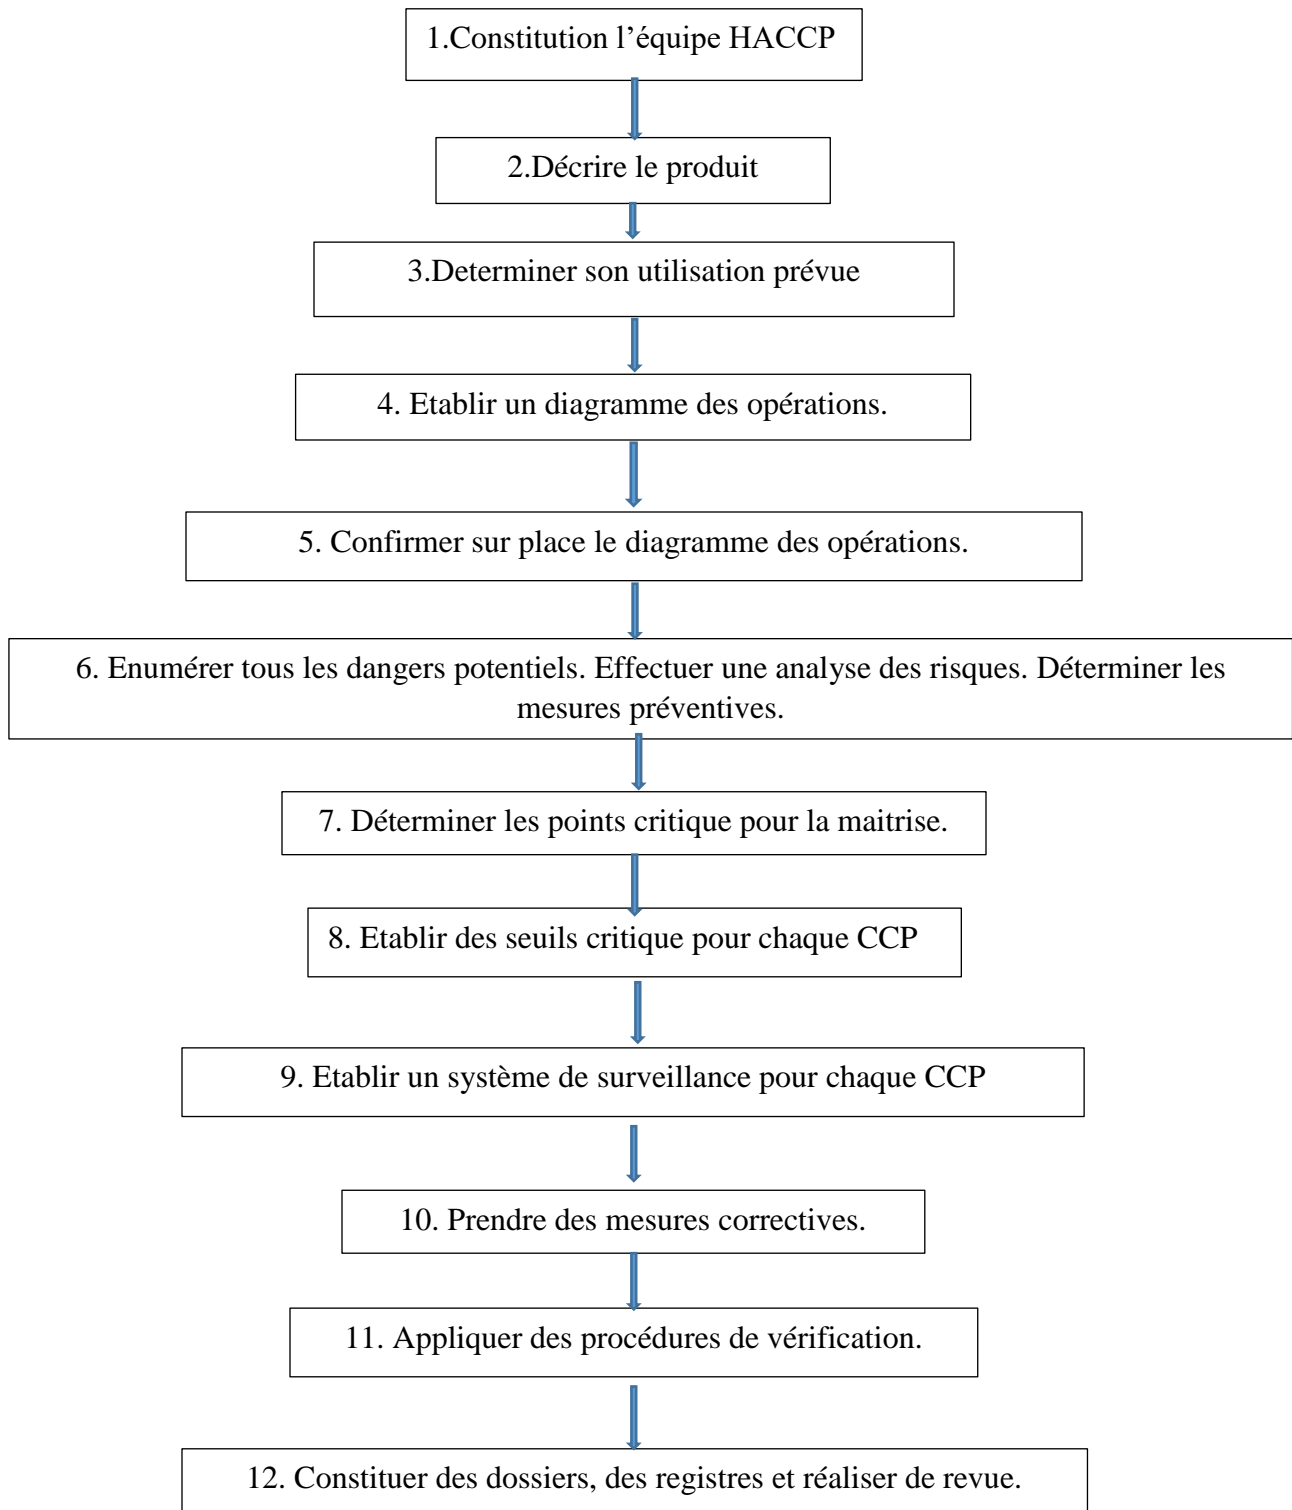 1.Constitution l’équipe HACCP
2.Décrire le produit
3.Determiner son utilisation prévue
4. Etablir un diagramme des opérations.
5. Confirmer sur place le diagramme des opérations.
6. Enumérer tous les dangers potentiels. Effectuer une analyse des risques. Déterminer les
mesures préventives.
7. Déterminer les points critique pour la maitrise.
8. Etablir des seuils critique pour chaque CCP
9. Etablir un système de surveillance pour chaque CCP
10. Prendre des mesures correctives.
11. Appliquer des procédures de vérification.
12. Constituer des dossiers, des registres et réaliser de revue.